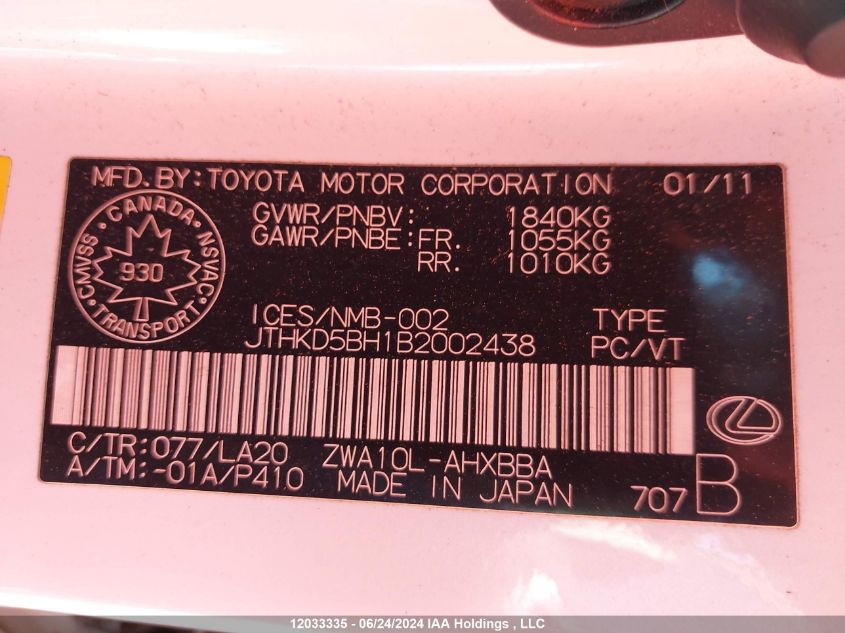 MFD.BY:TOYOTA MOTOR CORPORATION 01/11
GVWR/PNBV: 1840KG
GAWR/PNBE:FR. 1055KG
RR. 1010KG
CANADA
CMVSS NSVAC
930
TRANSPORT
ICES/NMB-002 TYPE
JTHKD5BH1B2002438 PC/VT
C/TR:077/LA20 ZWA10L-AHXBBA
A/TM:-01A/P410 MADE IN JAPAN 707 B
12033335 - 06/24/2024 IAA Holdings , LLC